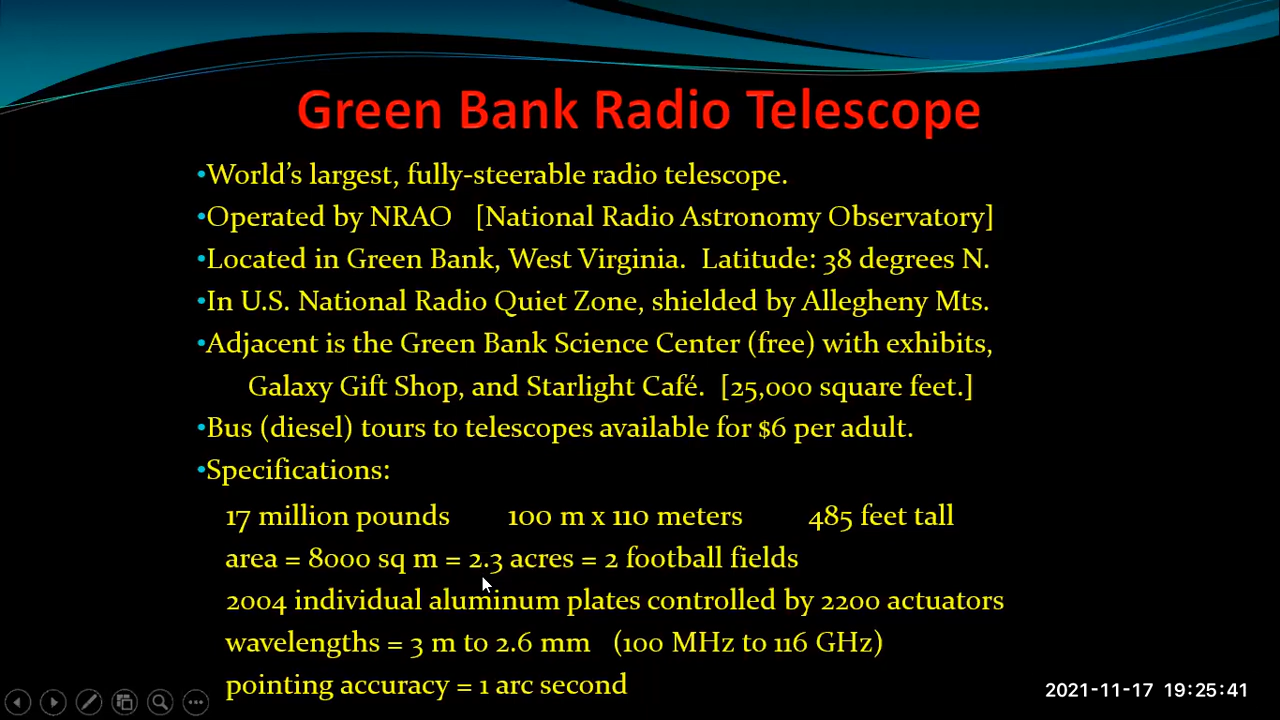 Green Bank Radio Telescope
•World's largest, fully-steerable radio telescope.
•Operated by NRAO [National Radio Astronomy Observatory]
•Located in Green Bank, West Virginia. Latitude: 38 degrees N.
•In U.S. National Radio Quiet Zone, shielded by Allegheny Mts.
•Adjacent is the Green Bank Science Center (free) with exhibits,
Galaxy Gift Shop, and Starlight Café. [25,000 square feet.]
•Bus (diesel) tours to telescopes available for $6 per adult.
•Specifications:
17 million pounds 100 m x 110 meters 485 feet tall
area = 8000 sq m = 2.3 acres = 2 football fields
2004 individual aluminum plates controlled by 2200 actuators
wavelengths = 3 m to 2.6 mm (100 MHz to 116 GHz)
pointing accuracy = 1 arc second
2021-11-17 19:25:41